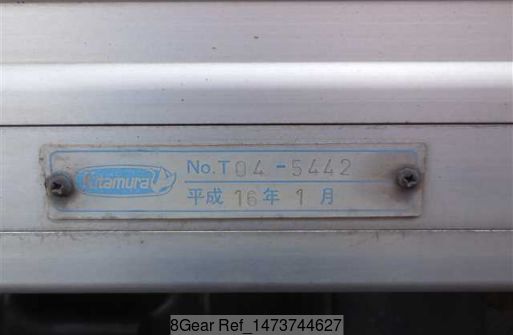 Kitamura
No.T04-5442
平成16年1月
8Gear Ref_1473744627